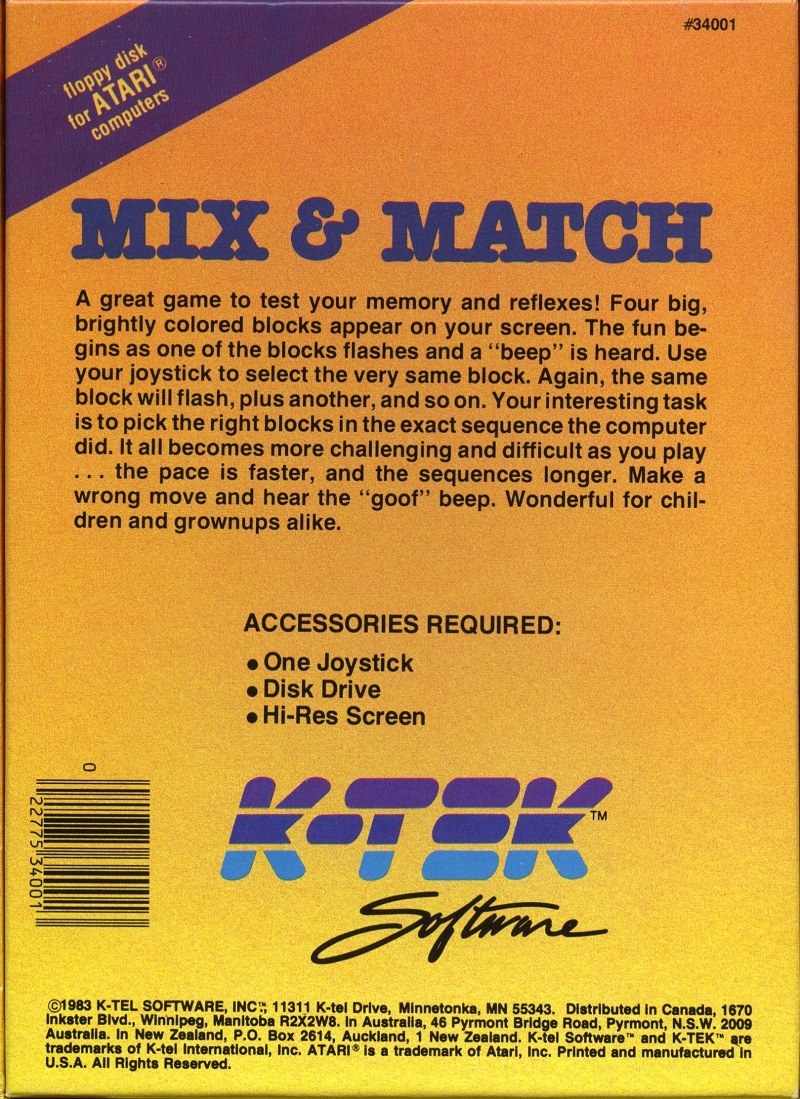 #34001
floppy disk
for ATARI®
computers
MIX & MATCH
A great game to test your memory and reflexes! Four big,
brightly colored blocks appear on your screen. The fun be-
gins as one of the blocks flashes and a "beep" is heard. Use
your joystick to select the very same block. Again, the same
block will flash, plus another, and so on. Your interesting task
is to pick the right blocks in the exact sequence the computer
did. It all becomes more challenging and difficult as you play
... the pace is faster, and the sequences longer. Make a
wrong move and hear the "goof" beep. Wonderful for chil-
dren and grownups alike.
ACCESSORIES REQUIRED:
● One Joystick
● Disk Drive
● Hi-Res Screen
0
22775 34001
K-TEK™
Software
©1983 K-TEL SOFTWARE, INC™, 11311 K-tel Drive, Minnetonka, MN 55343. Distributed in Canada, 1670
Inkster Blvd., Winnipeg, Manitoba R2X2W8. In Australia, 46 Pyrmont Bridge Road, Pyrmont, N.S.W. 2009
Australia. In New Zealand, P.O. Box 2614, Auckland, 1 New Zealand. K-tel Software™ and K-TEK™ are
trademarks of K-tel International, Inc. ATARI® is a trademark of Atari, Inc. Printed and manufactured in
U.S.A. All Rights Reserved.